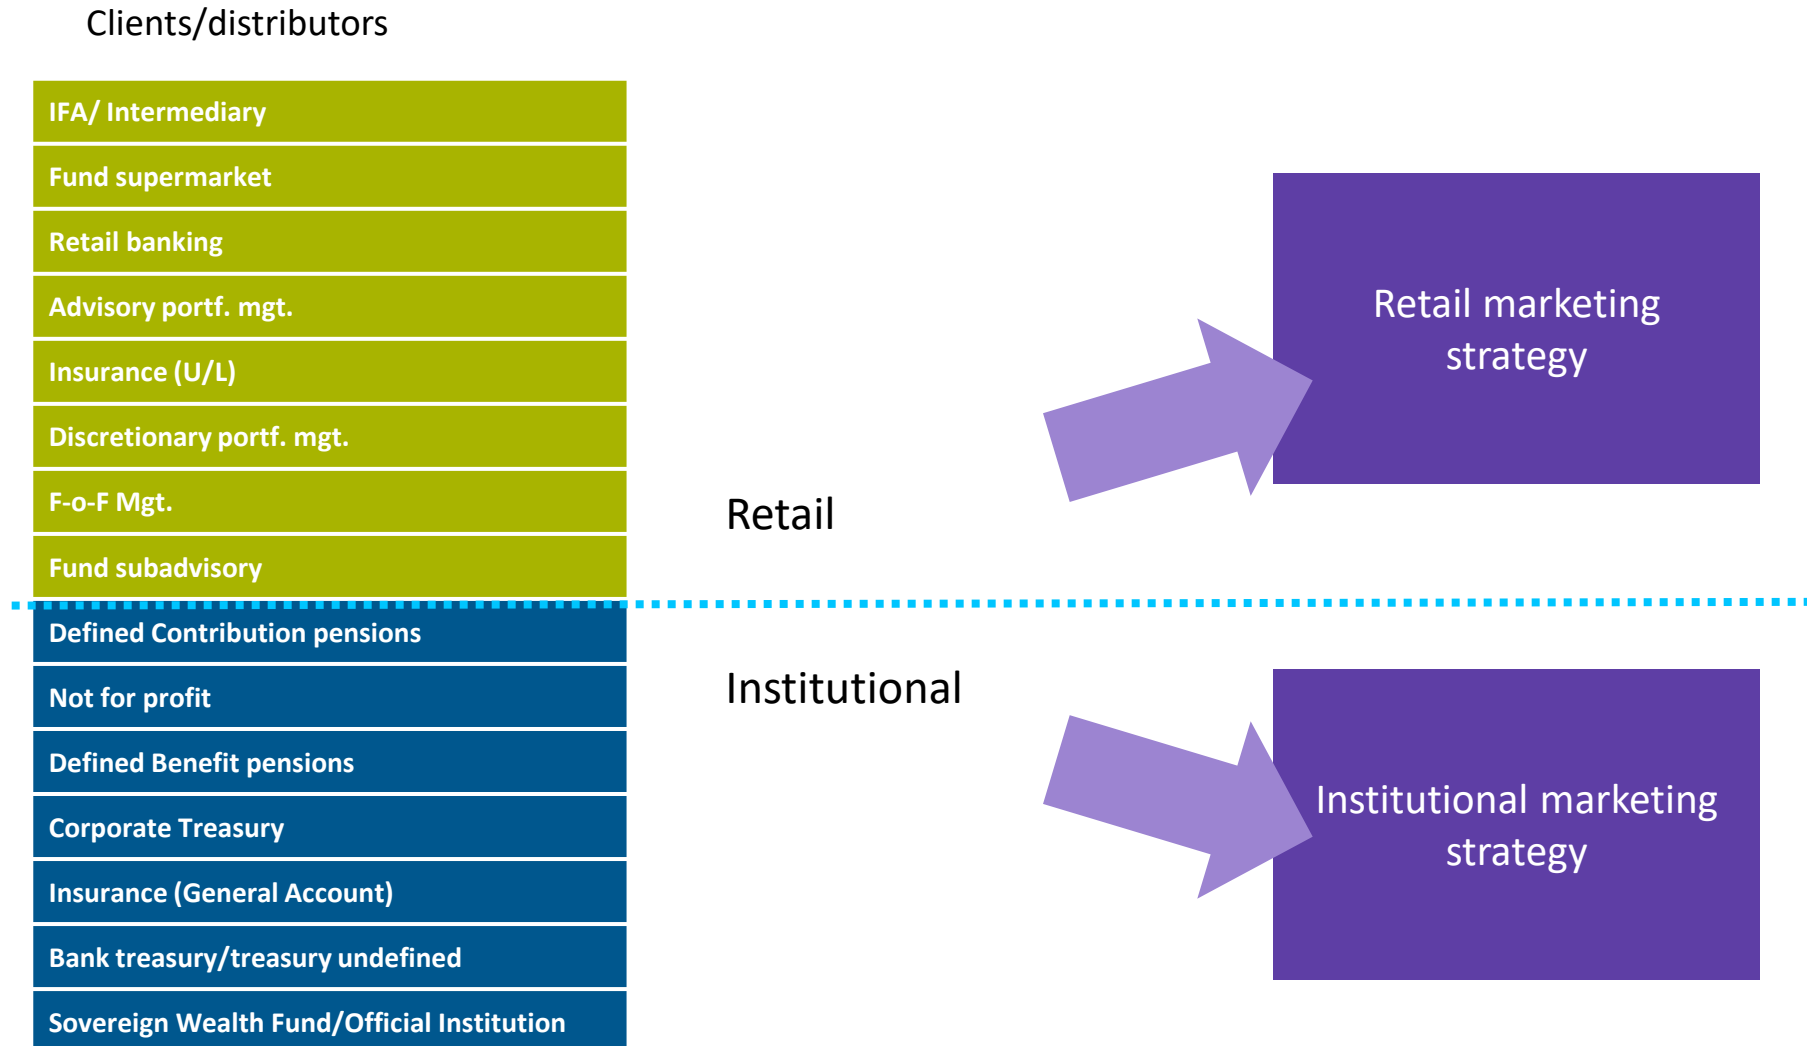 Clients/distributors
IFA/ Intermediary
Fund supermarket
Retail banking
Advisory portf. mgt.
Insurance (U/L)
Discretionary portf. mgt.
F-o-F Mgt.
Fund subadvisory
Defined Contribution pensions
Not for profit
Defined Benefit pensions
Corporate Treasury
Insurance (General Account)
Bank treasury/treasury undefined
Sovereign Wealth Fund/Official Institution
Retail
Institutional
Retail marketing
strategy
Institutional marketing
strategy